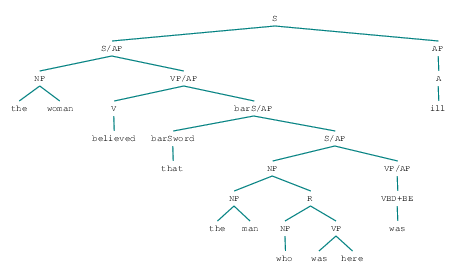 S
S/AP AP
NP VP/AP A
the woman V barS/AP ill
believed barSword S/AP
that NP VP/AP
NP R VBD+BE
the man NP VP was
who was here